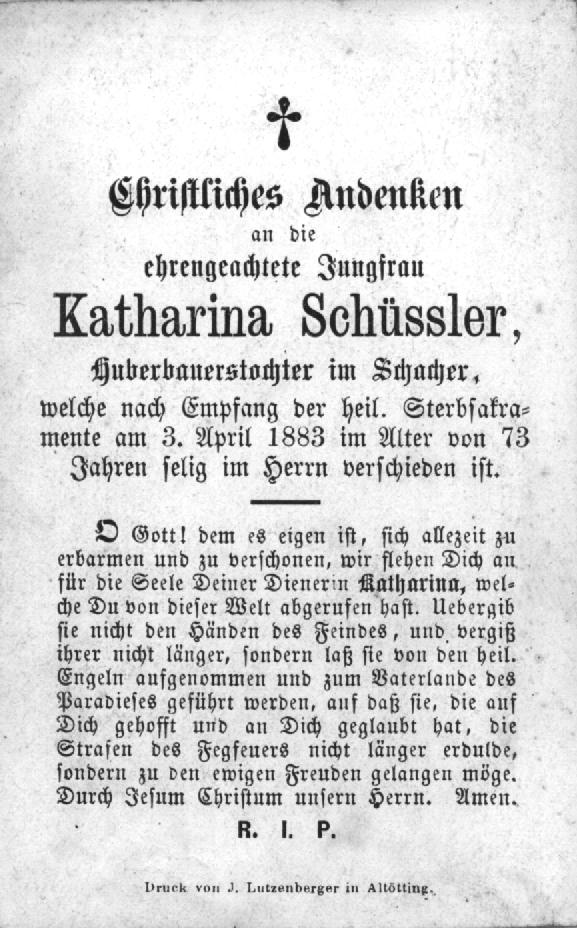 Christliches Andenken
an die
ehrengeachtete Jungfrau
Katharina Schüssler,
Huberbauerstochter im Schacher,
welche nach Empfang der heil. Sterbsakra-
mente am 3. April 1883 im Alter von 73
Jahren selig im Herrn verschieden ist.
O Gott! dem es eigen ist, sich allezeit zu
erbarmen und zu verschonen, wir flehen Dich an
für die Seele Deiner Dienerin Katharina, wel-
che Du von dieser Welt abgerufen hast. Uebergib
sie nicht den Händen des Feindes, und vergiß
ihrer nicht länger, sondern laß sie von den heil.
Engeln aufgenommen und zum Vaterlande des
Paradieses geführt werden, auf daß sie, die auf
Dich gehofft und an Dich geglaubt hat, die
Strafen des Fegfeuers nicht länger erdulde,
sondern zu den ewigen Freuden gelangen möge.
Durch Jesum Christum unsern Herrn. Amen.
R. I. P.
Druck von J. Lutzenberger in Altötting.